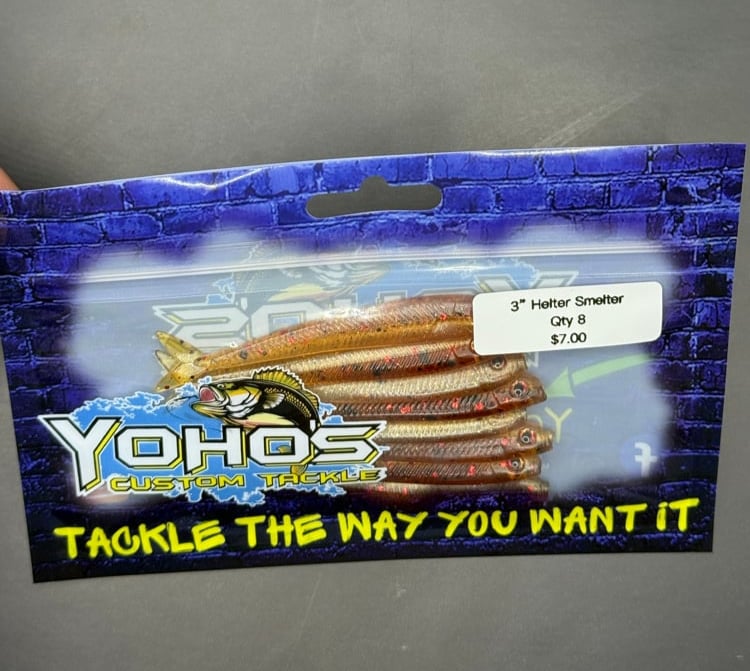 3" Helter Smelter
Qty 8
$7.00
YOHOS
CUSTOM TACKLE
TACKLE THE WAY YOU WANT IT